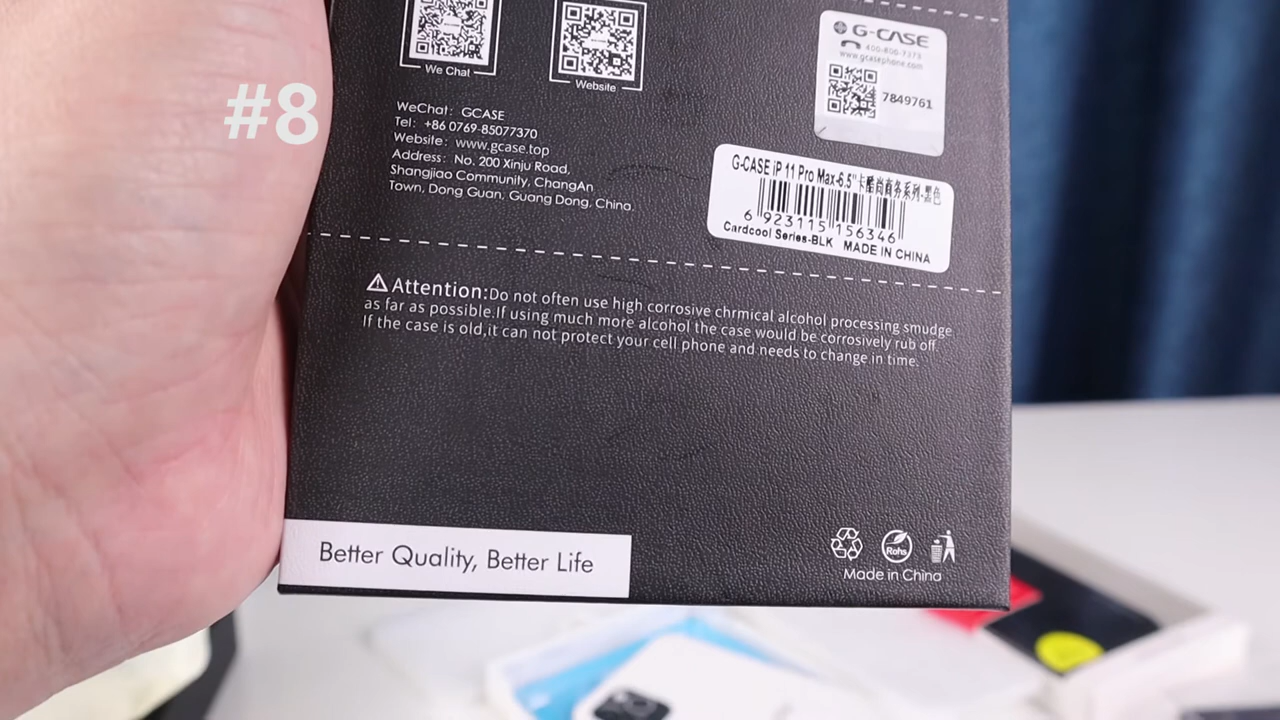 #8
We Chat
Website
WeChat: GCASE
Tel: +86 0769-85077370
Website: www.gcase.top
Address: No. 200 Xinju Road,
Shangjiao Community, ChangAn
Town, Dong Guan, Guang Dong, China.
G-CASE
400-800-7373
www.gcasephone.com
7849761
G-CASE iP 11 Pro Max-6.5"卡酷尚商务系列-黑色
6 923115 156346
Cardcool Series-BLK MADE IN CHINA
Attention:Do not often use high corrosive chrmical alcohol processing smudge
as far as possible.If using much more alcohol the case would be corrosively rub off.
If the case is old,it can not protect your cell phone and needs to change in time.
Better Quality, Better Life
Rohs
Made in China